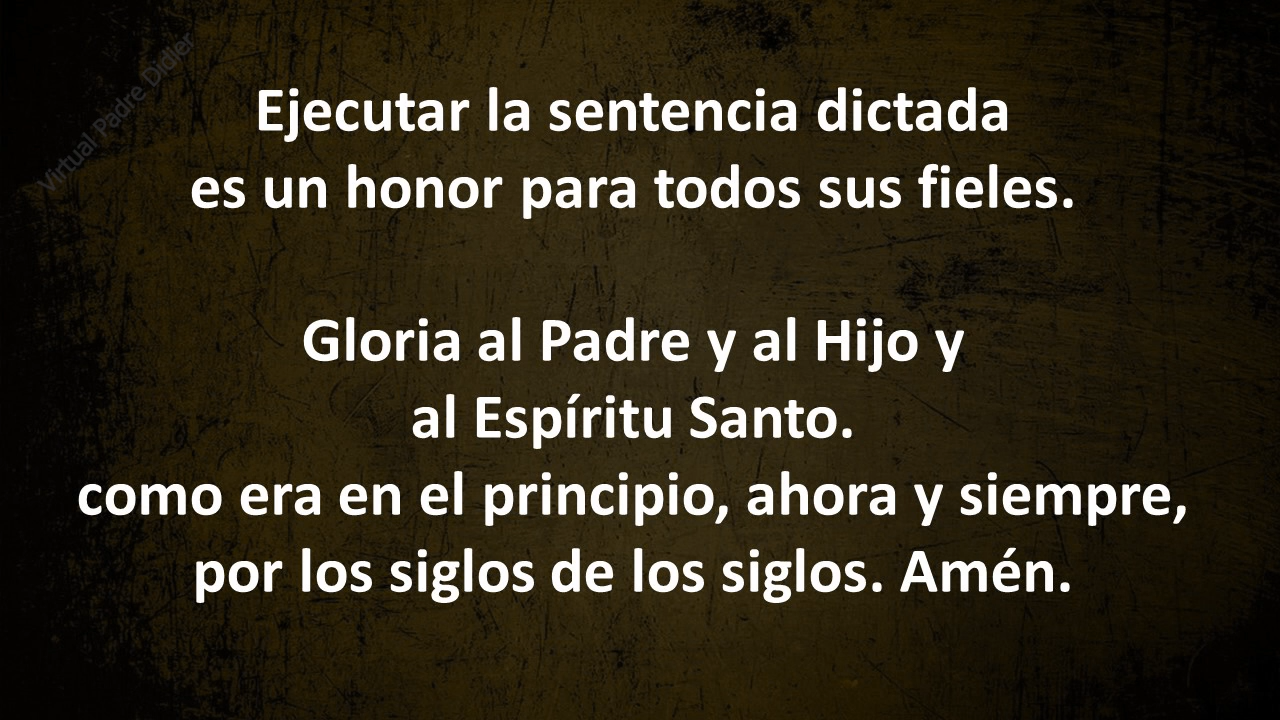 Virtual Padre Didier
Ejecutar la sentencia dictada
es un honor para todos sus fieles.
Gloria al Padre y al Hijo y
al Espíritu Santo.
como era en el principio, ahora y siempre,
por los siglos de los siglos. Amén.